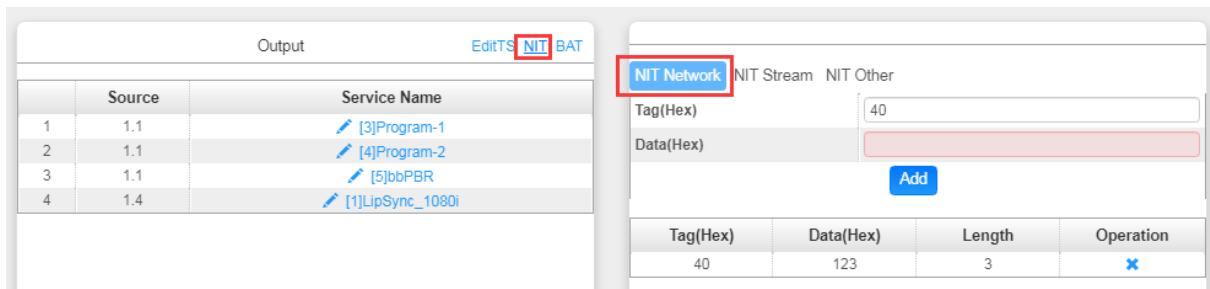 Output EditTS NIT BAT
Source Service Name
1 1.1 [3]Program-1
2 1.1 [4]Program-2
3 1.1 [5]bbPBR
4 1.4 [1]LipSync_1080i
NIT Network NIT Stream NIT Other
Tag(Hex) 40
Data(Hex)
Add
Tag(Hex) Data(Hex) Length Operation
40 123 3